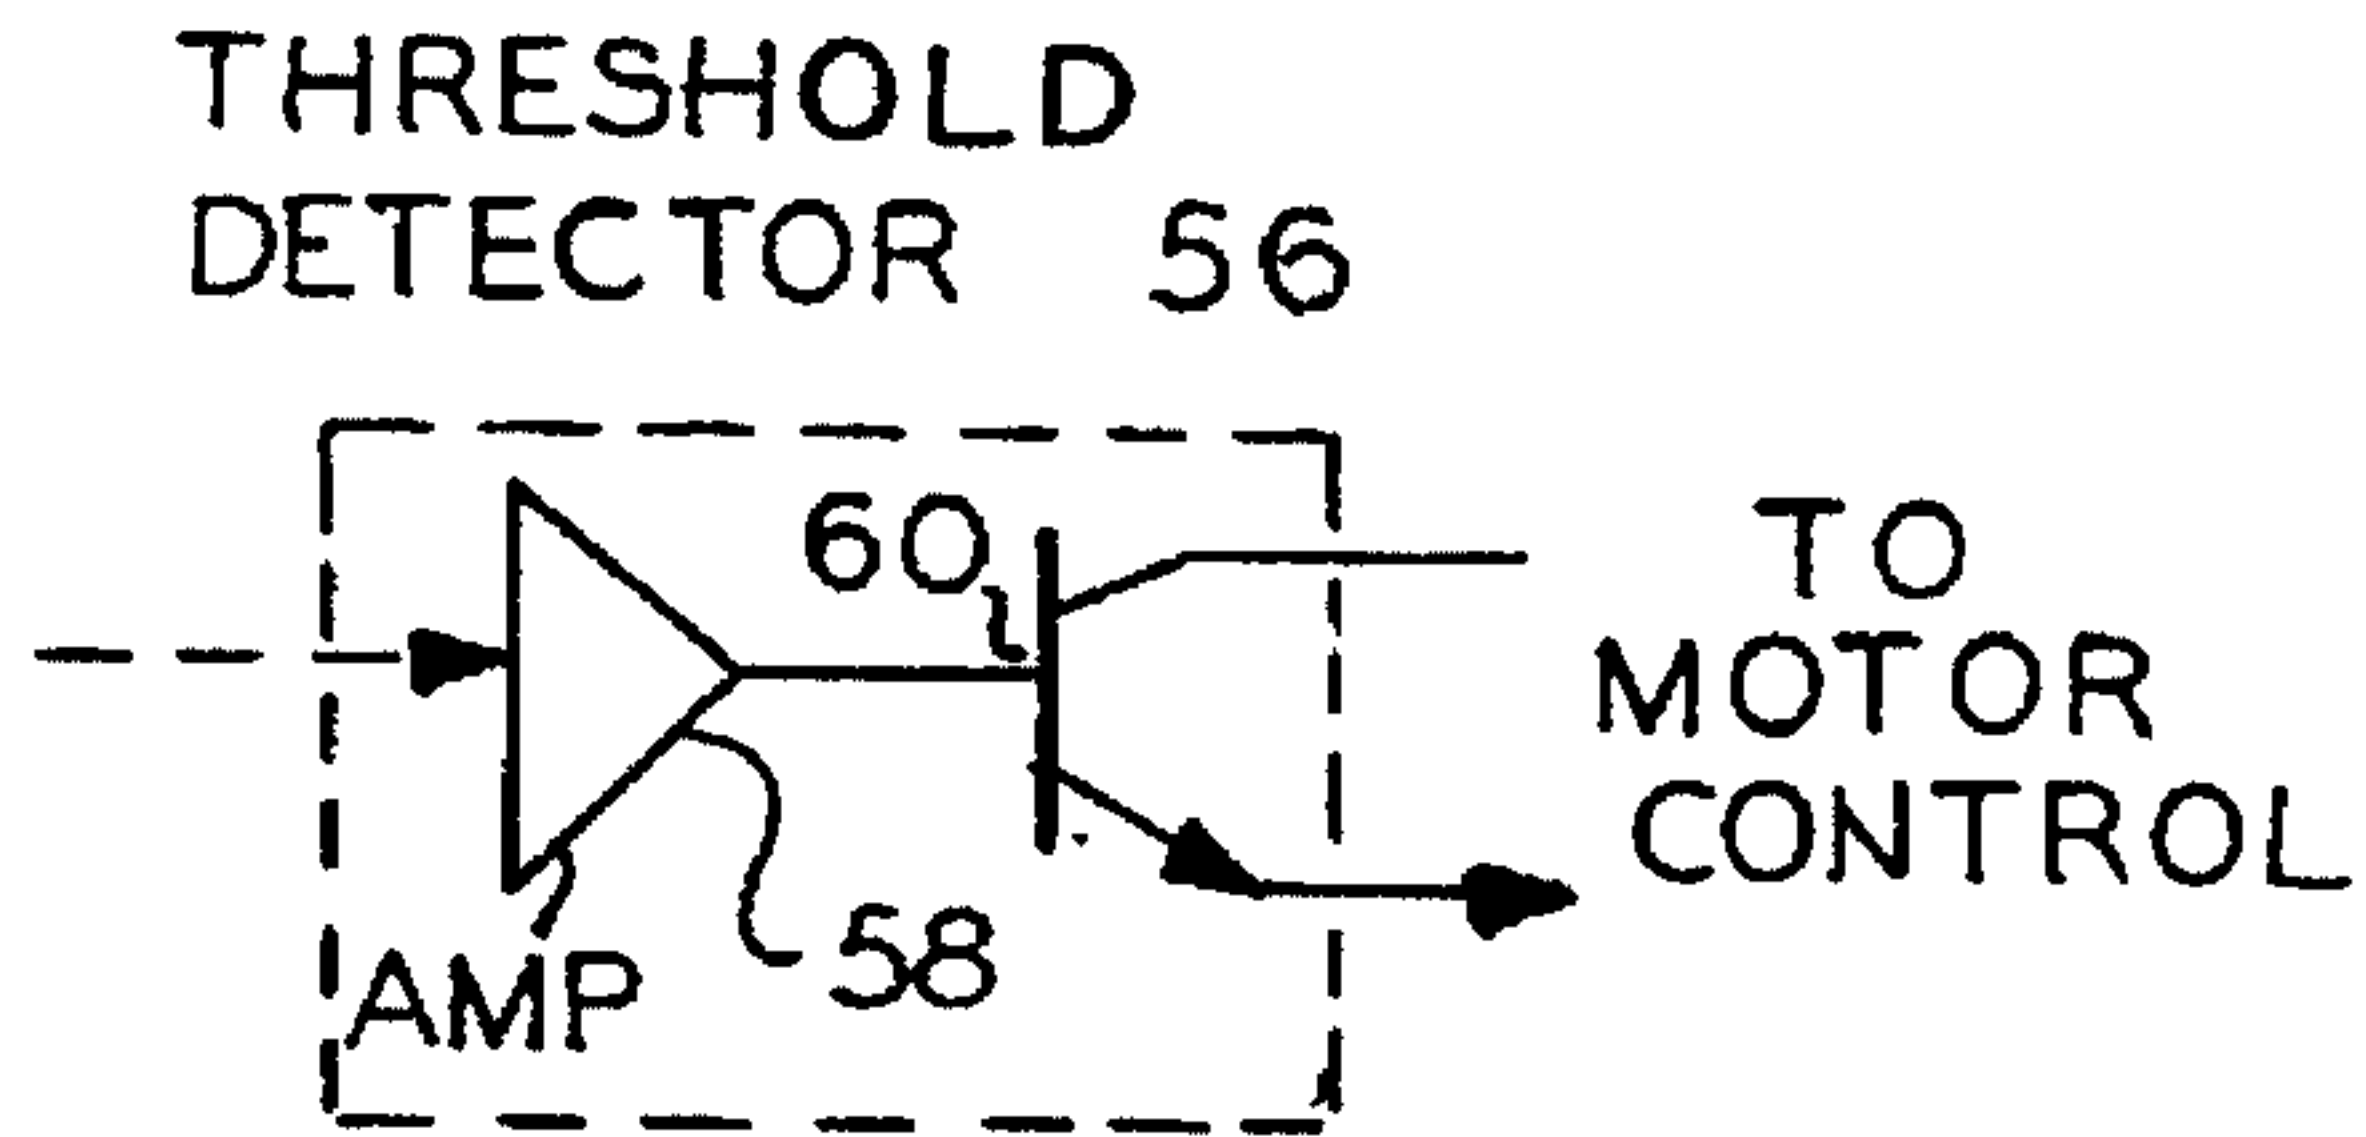 THRESHOLD
DETECTOR 56
60
TO
MOTOR
CONTROL
58
AMP